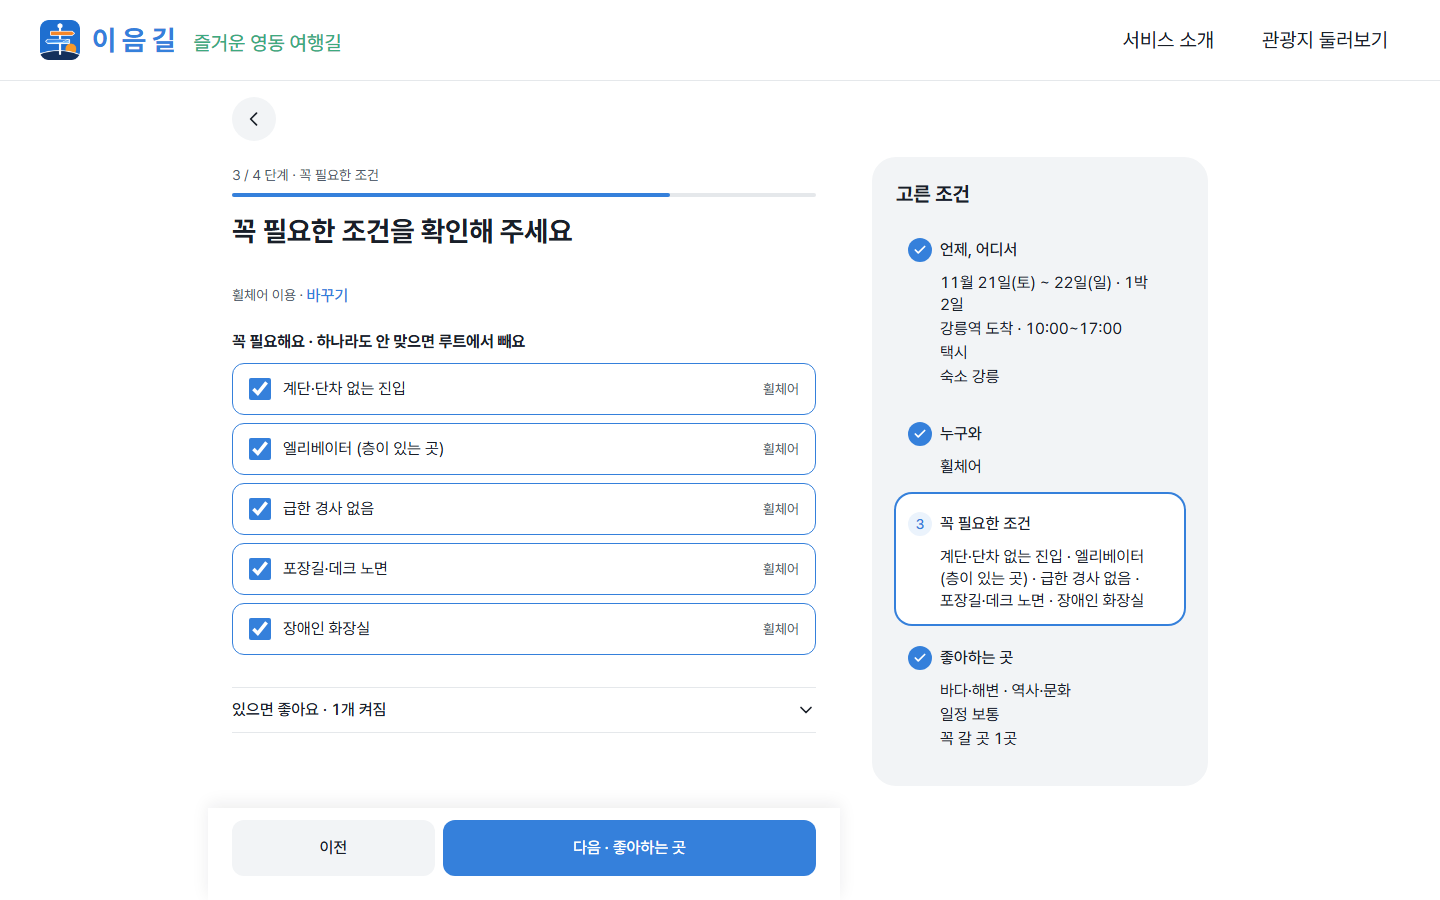 이음길 즐거운 영동 여행길
서비스 소개
관광지 둘러보기
3 / 4 단계 · 꼭 필요한 조건
꼭 필요한 조건을 확인해 주세요
휠체어 이용 · 바꾸기
꼭 필요해요 · 하나라도 안 맞으면 루트에서 빼요
계단·단차 없는 진입 휠체어
엘리베이터 (층이 있는 곳) 휠체어
급한 경사 없음 휠체어
포장길·데크 노면 휠체어
장애인 화장실 휠체어
있으면 좋아요 · 1개 켜짐
이전
다음 · 좋아하는 곳
고른 조건
언제, 어디서
11월 21일(토) ~ 22일(일) · 1박
2일
강릉역 도착 · 10:00~17:00
택시
숙소 강릉
누구와
휠체어
3 꼭 필요한 조건
계단·단차 없는 진입 · 엘리베이터
(층이 있는 곳) · 급한 경사 없음 ·
포장길·데크 노면 · 장애인 화장실
좋아하는 곳
바다·해변 · 역사·문화
일정 보통
꼭 갈 곳 1곳